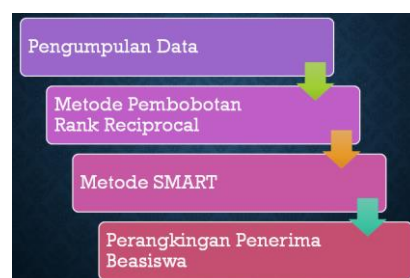 Pengumpulan Data
Metode Pembobotan
Rank Reciprocal
Metode SMART
Perangkingan Penerima
Beasiswa